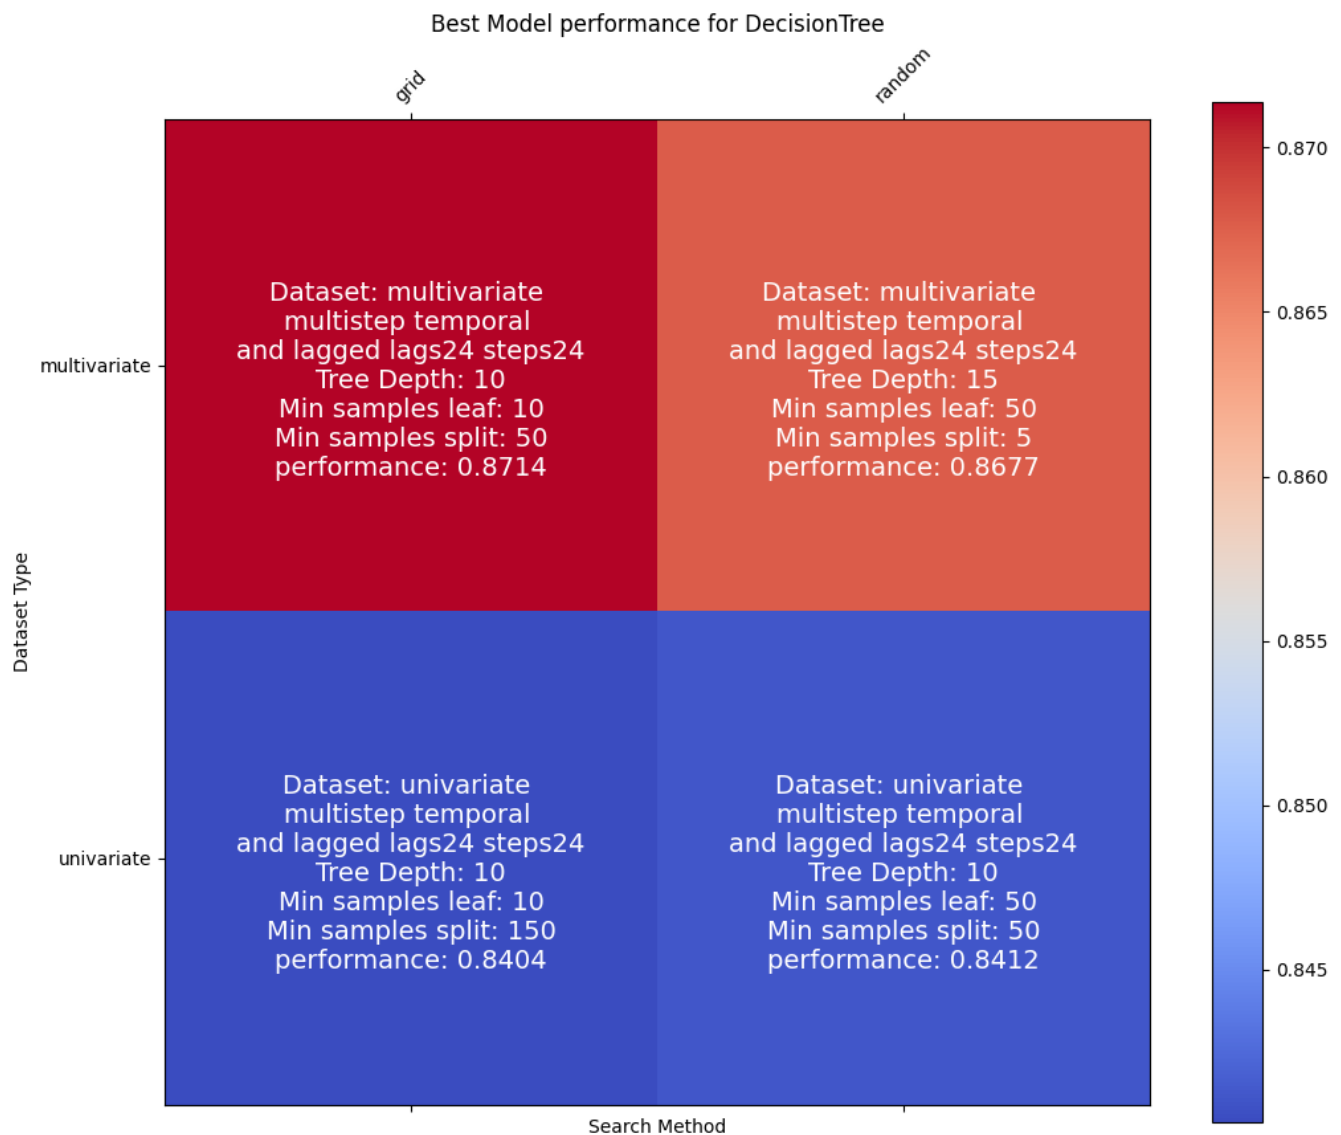 Best Model performance for DecisionTree
grid
random
Dataset: multivariate
multistep temporal
and lagged lags24 steps24
Tree Depth: 10
Min samples leaf: 10
Min samples split: 50
performance: 0.8714
Dataset: multivariate
multistep temporal
and lagged lags24 steps24
Tree Depth: 15
Min samples leaf: 50
Min samples split: 5
performance: 0.8677
multivariate
Dataset Type
univariate
Dataset: univariate
multistep temporal
and lagged lags24 steps24
Tree Depth: 10
Min samples leaf: 10
Min samples split: 150
performance: 0.8404
Dataset: univariate
multistep temporal
and lagged lags24 steps24
Tree Depth: 10
Min samples leaf: 50
Min samples split: 50
performance: 0.8412
Search Method
0.870
0.865
0.860
0.855
0.850
0.845